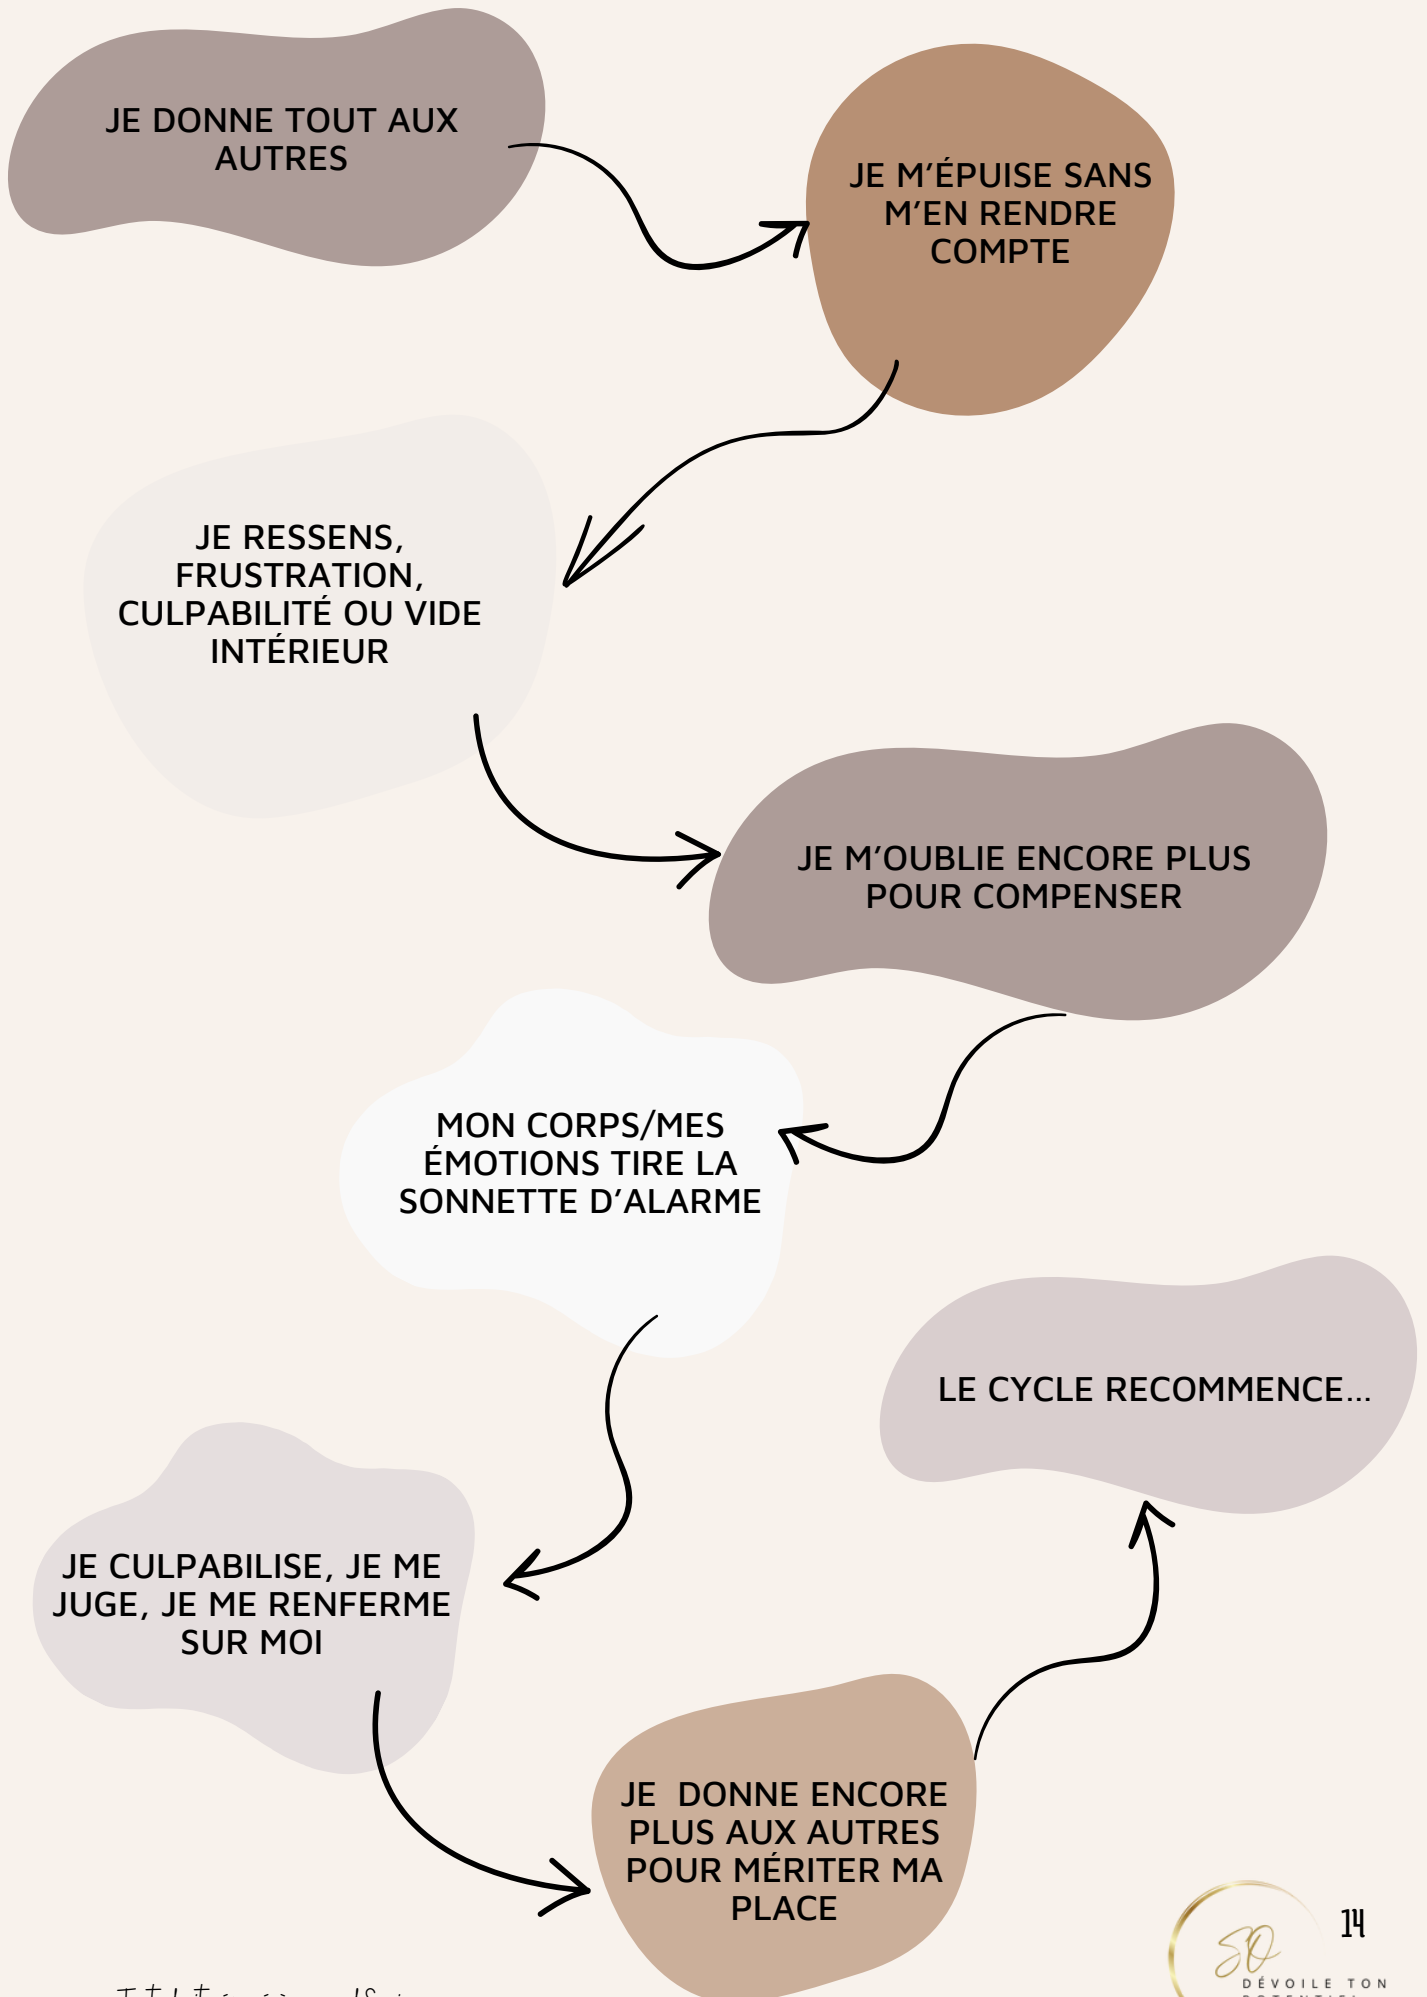 JE DONNE TOUT AUX
AUTRES
JE M'ÉPUISE SANS
M'EN RENDRE
COMPTE
JE RESSENS,
FRUSTRATION,
CULPABILITÉ OU VIDE
INTÉRIEUR
JE M'OUBLIE ENCORE PLUS
POUR COMPENSER
MON CORPS/MES
ÉMOTIONS TIRE LA
SONNETTE D'ALARME
JE CULPABILISE, JE ME
JUGE, JE ME RENFERME
SUR MOI
JE DONNE ENCORE
PLUS AUX AUTRES
POUR MÉRITER MA
PLACE
LE CYCLE RECOMMENCE...
14
SO
DÉVOILE TON